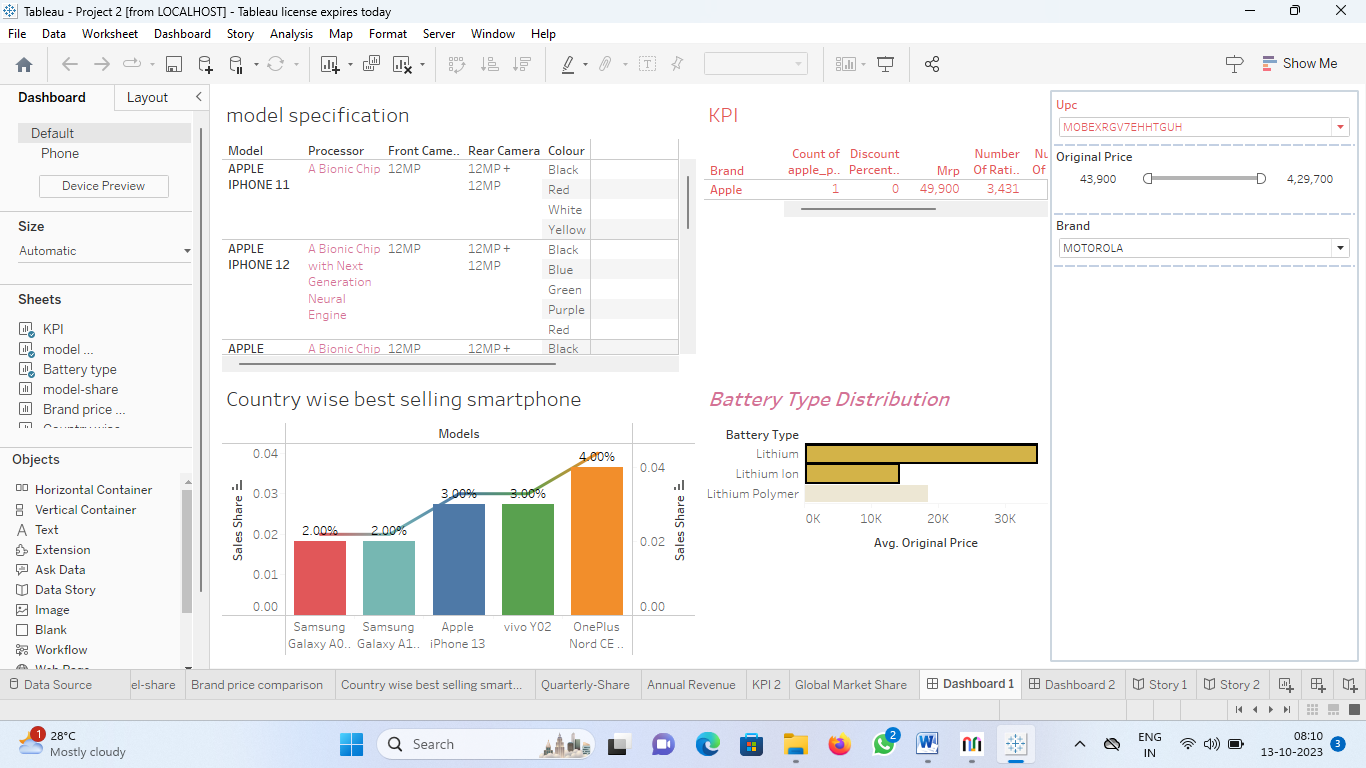 Tableau - Project 2 [from LOCALHOST] - Tableau license expires today
File Data Worksheet Dashboard Story Analysis Map Format Server Window Help
Show Me
Dashboard Layout
Default
Phone
Device Preview
Size
Automatic
Sheets
KPI
model ...
Battery type
model-share
Brand price ...
Objects
Horizontal Container
Vertical Container
Text
Extension
Ask Data
Data Story
Image
Blank
Workflow
model specification
Model Processor Front Came.. Rear Camera Colour
APPLE IPHONE 11 A Bionic Chip 12MP 12MP + 12MP Black
Red
White
Yellow
APPLE IPHONE 12 A Bionic Chip with Next Generation Neural Engine 12MP 12MP + 12MP Black
Blue
Green
Purple
Red
APPLE A Bionic Chip 12MP 12MP + Black
KPI
Brand Count of apple_p.. Discount Percent.. Mrp Number Of Rati.. Nu Of
Apple 1 0 49,900 3,431
Upc
MOBEXRGV7EHHTGUH
Original Price
43,900 4,29,700
Brand
MOTOROLA
Country wise best selling smartphone
Models
Sales Share
0.04
0.03
0.02
0.01
0.00
2.00% 2.00% 3.00% 3.00% 4.00%
0.04
0.02
0.00
Sales Share
Samsung Galaxy A0.. Samsung Galaxy A1.. Apple iPhone 13 vivo Y02 OnePlus Nord CE ..
Battery Type Distribution
Battery Type
Lithium
Lithium Ion
Lithium Polymer
0K 10K 20K 30K
Avg. Original Price
Data Source el-share Brand price comparison Country wise best selling smart... Quarterly-Share Annual Revenue KPI 2 Global Market Share Dashboard 1 Dashboard 2 Story 1 Story 2
1
28°C
Mostly cloudy
Search
2
ENG
IN
08:10
13-10-2023
3